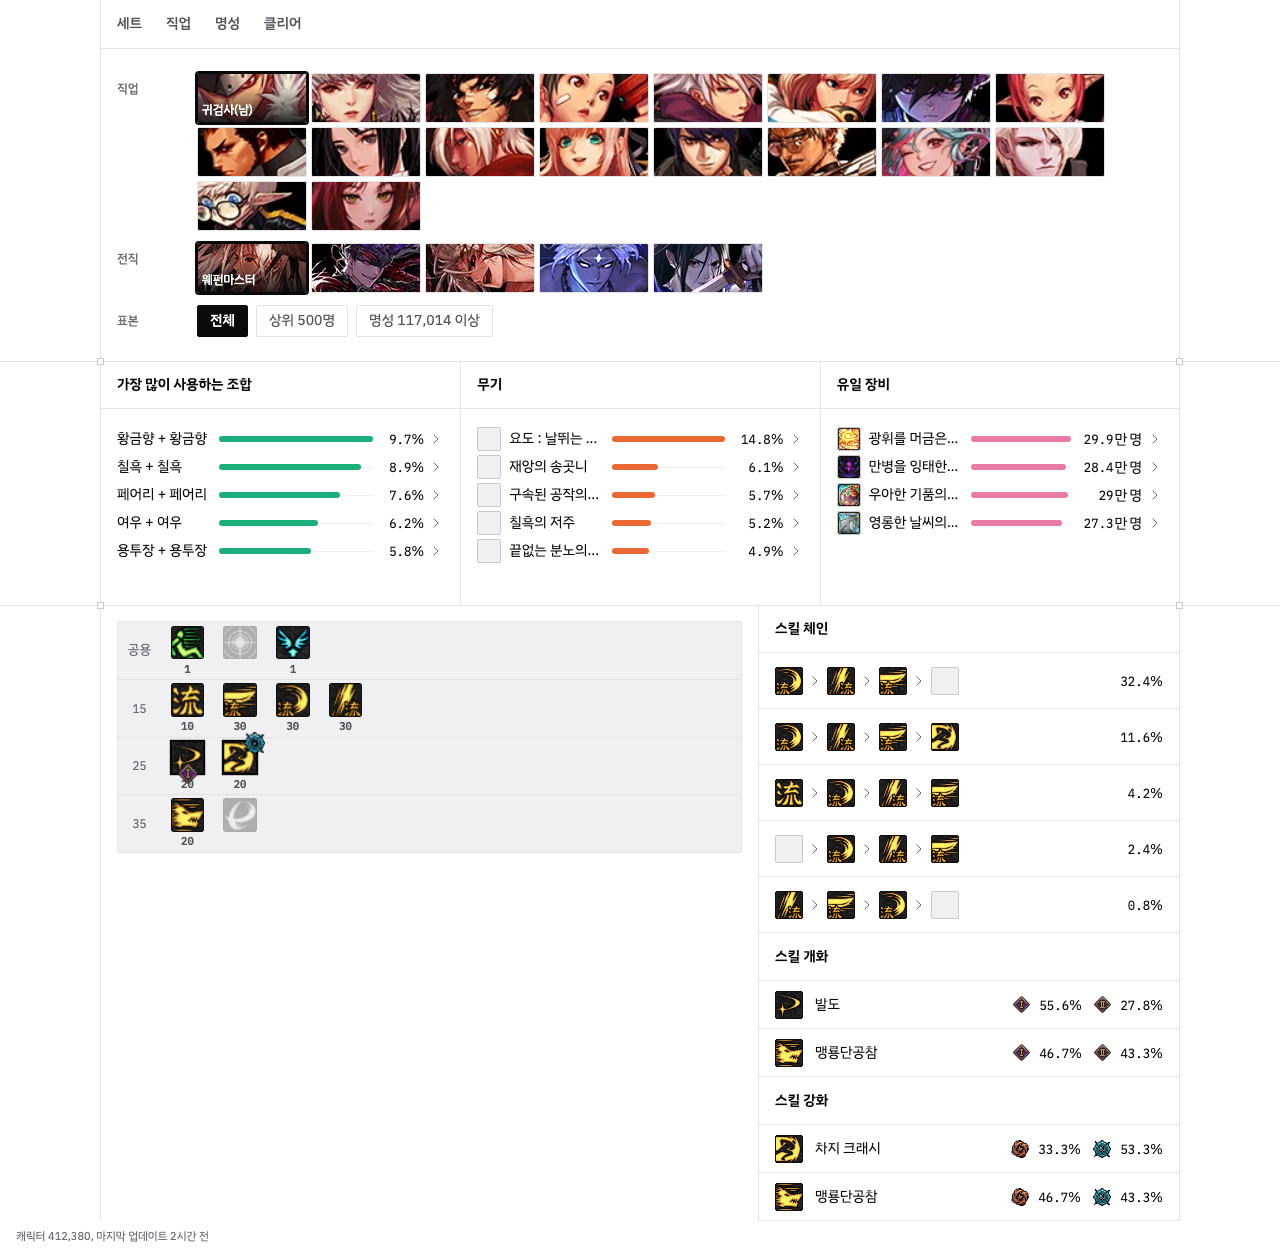 세트 직업 명성 클리어
직업
귀검사(남)
전직
웨펀마스터
표본 전체 상위 500명 명성 117,014 이상
가장 많이 사용하는 조합
황금향 + 황금향 9.7%
칠흑 + 칠흑 8.9%
페어리 + 페어리 7.6%
여우 + 여우 6.2%
용투장 + 용투장 5.8%
무기
요도 : 날뛰는 ... 14.8%
재앙의 송곳니 6.1%
구속된 공작의... 5.7%
칠흑의 저주 5.2%
끝없는 분노의... 4.9%
유일 장비
광휘를 머금은... 29.9만 명
만병을 잉태한... 28.4만 명
우아한 기품의... 29만 명
영롱한 날씨의... 27.3만 명
공용
1 1
15
10 30 30 30
25
20 20
35
20
스킬 체인
32.4%
11.6%
4.2%
2.4%
0.8%
스킬 개화
발도 55.6% 27.8%
맹룡단공참 46.7% 43.3%
스킬 강화
차지 크래시 33.3% 53.3%
맹룡단공참 46.7% 43.3%
캐릭터 412,380, 마지막 업데이트 2시간 전